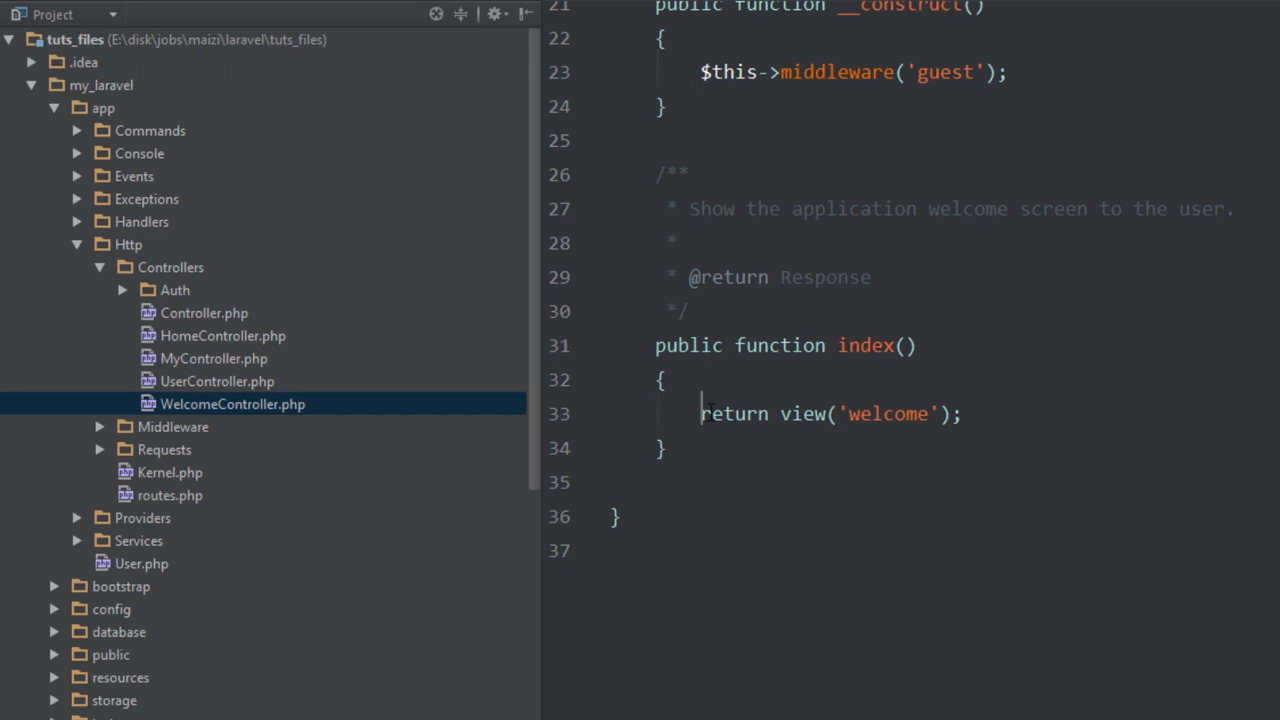 Project
tuts_files (E:\disk\jobs\maizi\laravel\tuts_files)
.idea
my_laravel
app
Commands
Console
Events
Exceptions
Handlers
Http
Controllers
Auth
Controller.php
HomeController.php
MyController.php
UserController.php
WelcomeController.php
Middleware
Requests
Kernel.php
routes.php
Providers
Services
User.php
bootstrap
config
database
public
resources
storage
21 public function __construct()
22 {
23 $this->middleware('guest');
24 }
25
26 /**
27 * Show the application welcome screen to the user.
28 *
29 * @return Response
30 */
31 public function index()
32 {
33 return view('welcome');
34 }
35
36 }
37